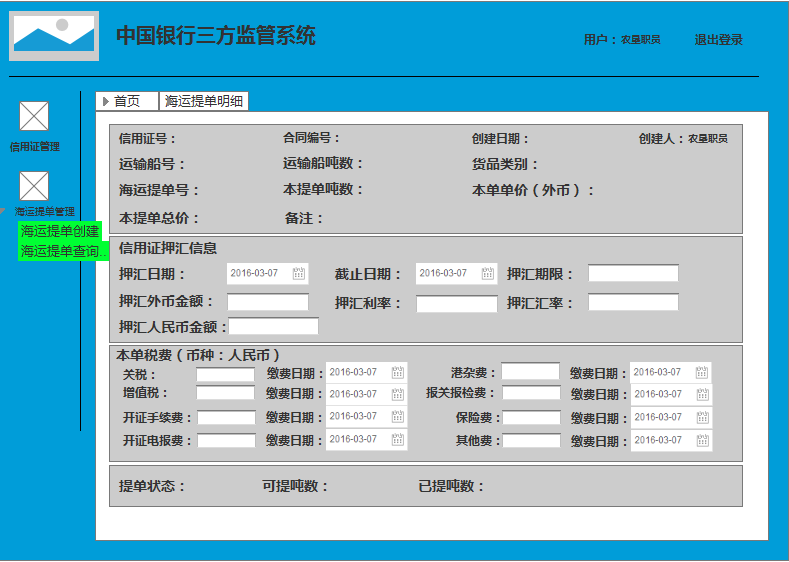 中国银行三方监管系统
用户：农垦职员 退出登录
首页 海运提单明细
信用证管理
海运提单管理
海运提单创建
海运提单查询..
信用证号： 合同编号： 创建日期： 创建人：农垦职员
运输船号： 运输船吨数： 货品类别：
海运提单号： 本提单吨数： 本单单价（外币）：
本提单总价： 备注：
信用证押汇信息
押汇日期： 2016-03-07 截止日期： 2016-03-07 押汇期限：
押汇外币金额： 押汇利率： 押汇汇率：
押汇人民币金额：
本单税费（币种：人民币）
关税： 缴费日期： 2016-03-07 港杂费： 缴费日期： 2016-03-07
增值税： 缴费日期： 2016-03-07 报关报检费： 缴费日期： 2016-03-07
开证手续费： 缴费日期： 2016-03-07 保险费： 缴费日期： 2016-03-07
开证电报费： 缴费日期： 2016-03-07 其他费： 缴费日期： 2016-03-07
提单状态： 可提吨数： 已提吨数：